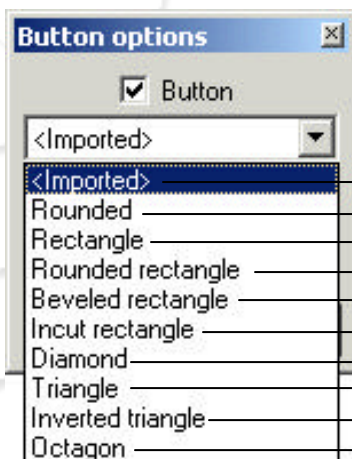 Button options
Button
<Imported>
<Imported>
Rounded
Rectangle
Rounded rectangle
Beveled rectangle
Incut rectangle
Diamond
Triangle
Inverted triangle
Octagon